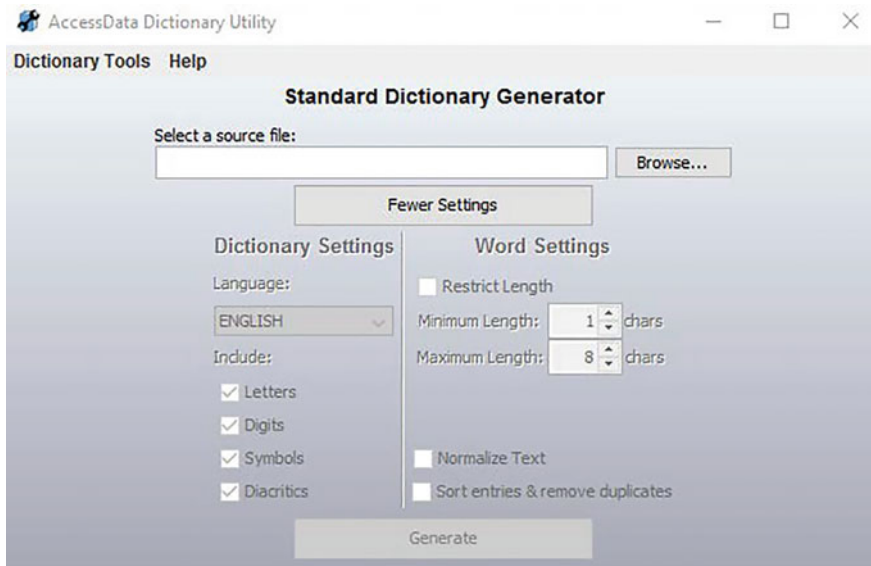 AccessData Dictionary Utility
Dictionary Tools Help
Standard Dictionary Generator
Select a source file:
Browse...
Fewer Settings
Dictionary Settings
Language:
ENGLISH
Include:
Letters
Digits
Symbols
Diacritics
Word Settings
Restrict Length
Minimum Length: 1 chars
Maximum Length: 8 chars
Normalize Text
Sort entries & remove duplicates
Generate